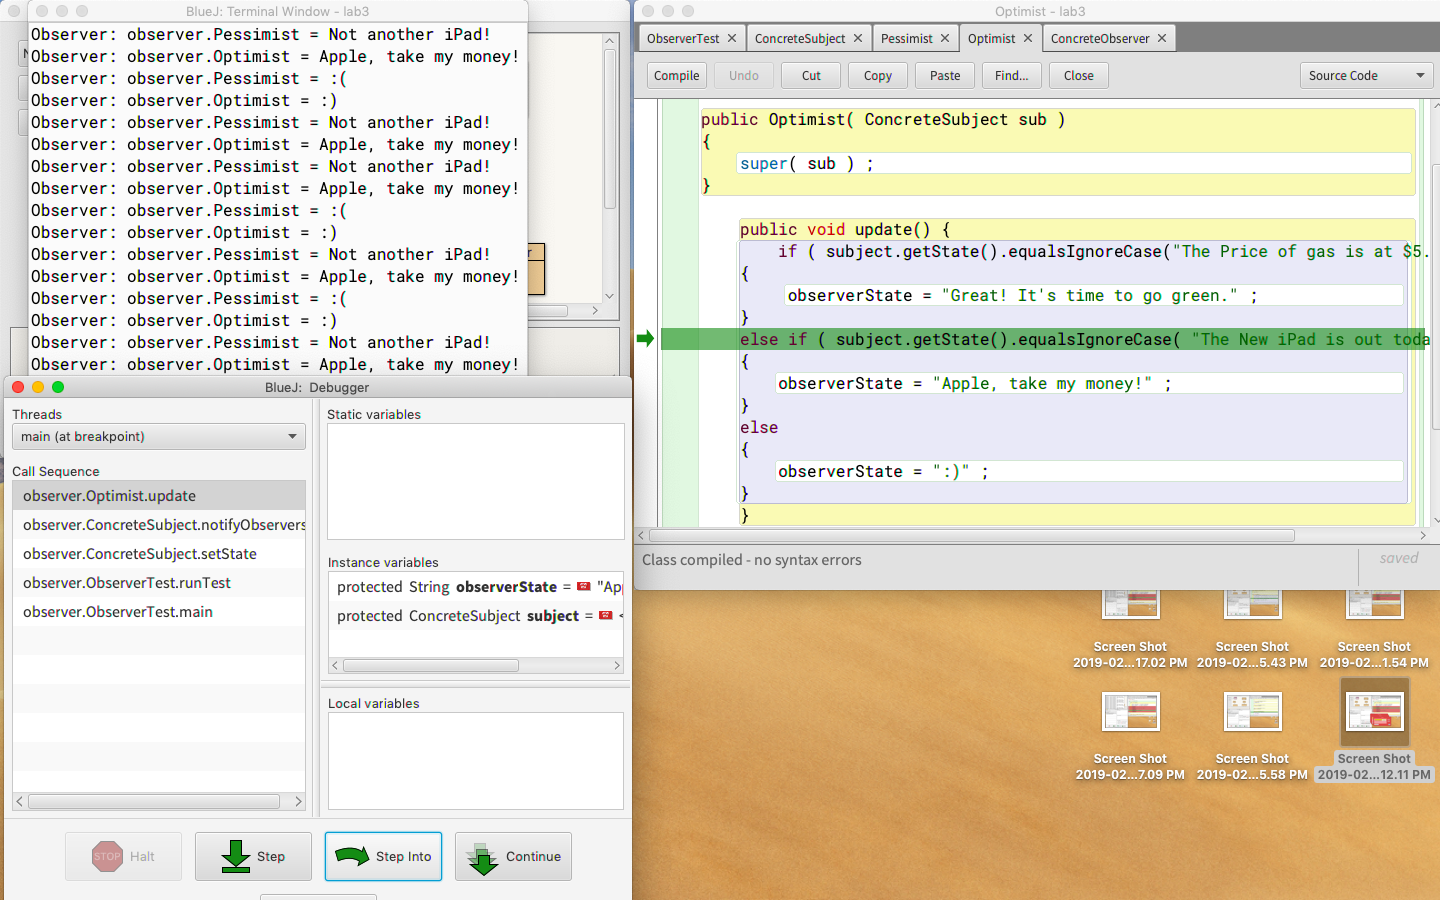 BlueJ: Terminal Window - lab3
Observer: observer.Pessimist = Not another iPad!
Observer: observer.Optimist = Apple, take my money!
Observer: observer.Pessimist = :(
Observer: observer.Optimist = :)
Observer: observer.Pessimist = Not another iPad!
Observer: observer.Optimist = Apple, take my money!
Observer: observer.Pessimist = Not another iPad!
Observer: observer.Optimist = Apple, take my money!
Observer: observer.Pessimist = :(
Observer: observer.Optimist = :)
Observer: observer.Pessimist = Not another iPad!
Observer: observer.Optimist = Apple, take my money!
Observer: observer.Pessimist = :(
Observer: observer.Optimist = :)
Observer: observer.Pessimist = Not another iPad!
Observer: observer.Optimist = Apple, take my money!
BlueJ: Debugger
Threads
main (at breakpoint)
Call Sequence
observer.Optimist.update
observer.ConcreteSubject.notifyObservers
observer.ConcreteSubject.setState
observer.ObserverTest.runTest
observer.ObserverTest.main
Static variables
Instance variables
protected String observerState = "Ap
protected ConcreteSubject subject = <
Local variables
STOP Halt
Step
Step Into
Continue
Optimist - lab3
ObserverTest ConcreteSubject Pessimist Optimist ConcreteObserver
Compile Undo Cut Copy Paste Find... Close Source Code
public Optimist( ConcreteSubject sub )
{
super( sub ) ;
}
public void update() {
if ( subject.getState().equalsIgnoreCase("The Price of gas is at $5.
{
observerState = "Great! It's time to go green." ;
}
else if ( subject.getState().equalsIgnoreCase( "The New iPad is out toda
{
observerState = "Apple, take my money!" ;
}
else
{
observerState = ":)" ;
}
}
Class compiled - no syntax errors
saved
Screen Shot
2019-02...17.02 PM
Screen Shot
2019-02...5.43 PM
Screen Shot
2019-02...1.54 PM
Screen Shot
2019-02...7.09 PM
Screen Shot
2019-02...5.58 PM
Screen Shot
2019-02...12.11 PM